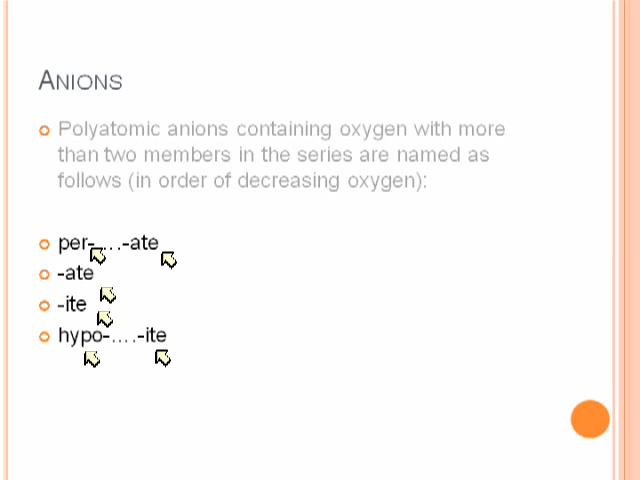 ANIONS
Polyatomic anions containing oxygen with more
than two members in the series are named as
follows (in order of decreasing oxygen):
per-….-ate
-ate
-ite
hypo-….-ite